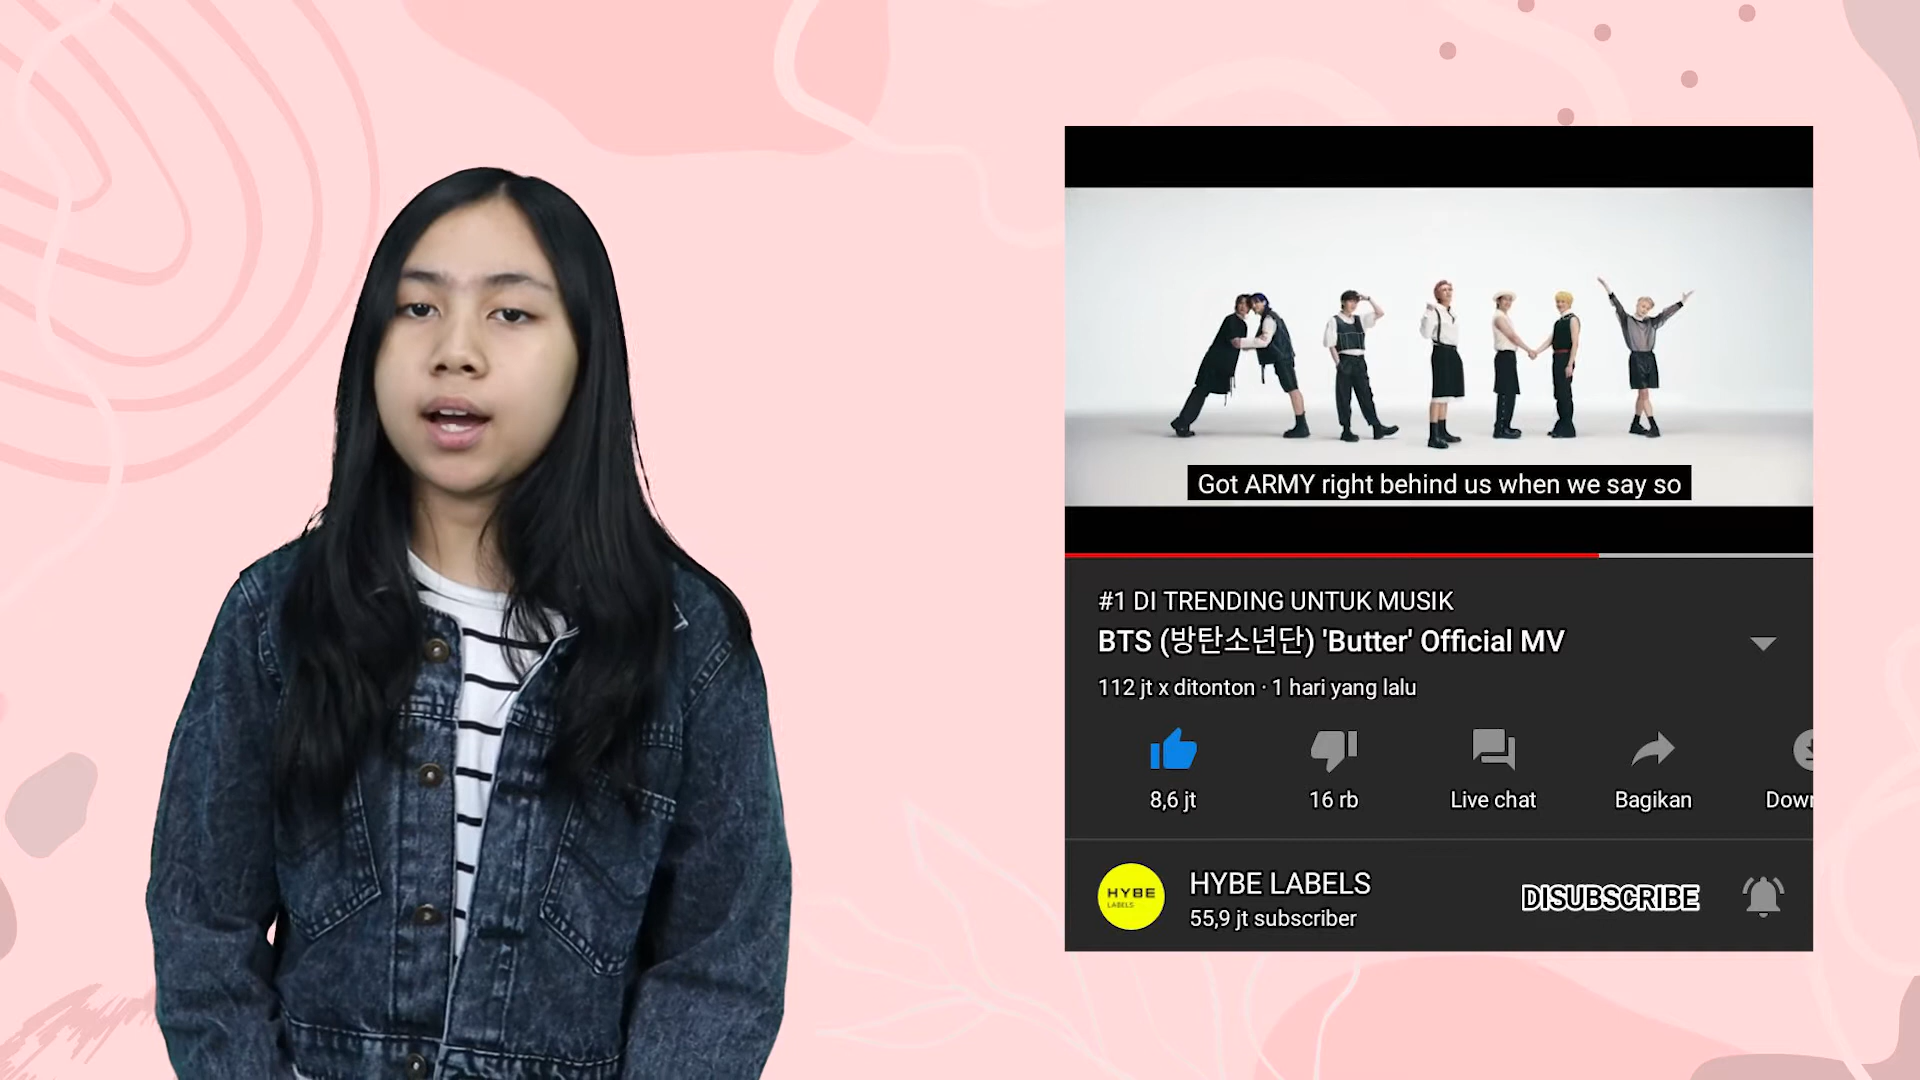 Got ARMY right behind us when we say so
#1 DI TRENDING UNTUK MUSIK
BTS (방탄소년단) 'Butter' Official MV
112 jt x ditonton · 1 hari yang lalu
8,6 jt
16 rb
Live chat
Bagikan
Down
HYBE LABELS
HYBE LABELS
55,9 jt subscriber
DISUBSCRIBE